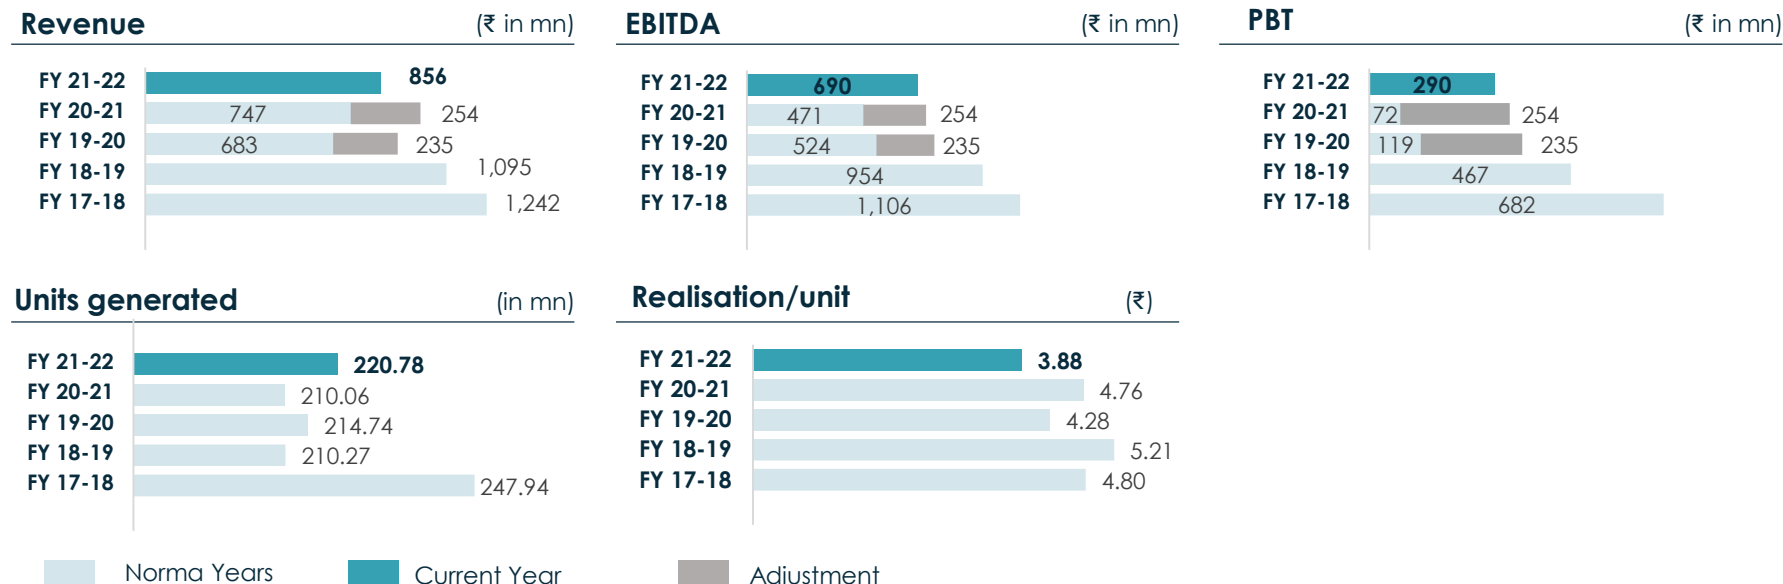 Revenue (₹ in mn)
FY 21-22 856
FY 20-21 747 254
FY 19-20 683 235
FY 18-19 1,095
FY 17-18 1,242
EBITDA (₹ in mn)
FY 21-22 690
FY 20-21 471 254
FY 19-20 524 235
FY 18-19 954
FY 17-18 1,106
PBT (₹ in mn)
FY 21-22 290
FY 20-21 72 254
FY 19-20 119 235
FY 18-19 467
FY 17-18 682
Units generated (in mn)
FY 21-22 220.78
FY 20-21 210.06
FY 19-20 214.74
FY 18-19 210.27
FY 17-18 247.94
Realisation/unit (₹)
FY 21-22 3.88
FY 20-21 4.76
FY 19-20 4.28
FY 18-19 5.21
FY 17-18 4.80
Norma Years Current Year Adjustment